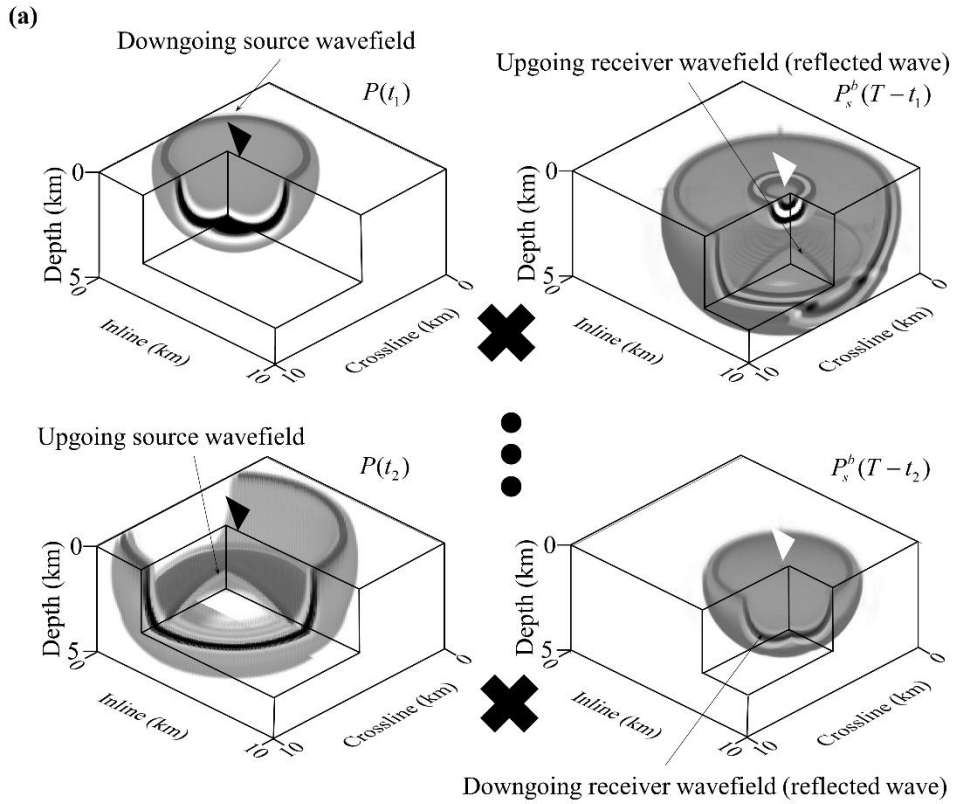 (a)
Downgoing source wavefield
P(t₁)
0
Depth (km)
5
0
Inline (km)
10
10
Crossline (km)
0
Upgoing receiver wavefield (reflected wave)
Pₛᵇ(T − t₁)
0
Depth (km)
5
0
Inline (km)
10
10
Crossline (km)
0
Upgoing source wavefield
P(t₂)
0
Depth (km)
5
0
Inline (km)
10
10
Crossline (km)
0
Pₛᵇ(T − t₂)
0
Depth (km)
5
0
Inline (km)
10
10
Crossline (km)
0
Downgoing receiver wavefield (reflected wave)